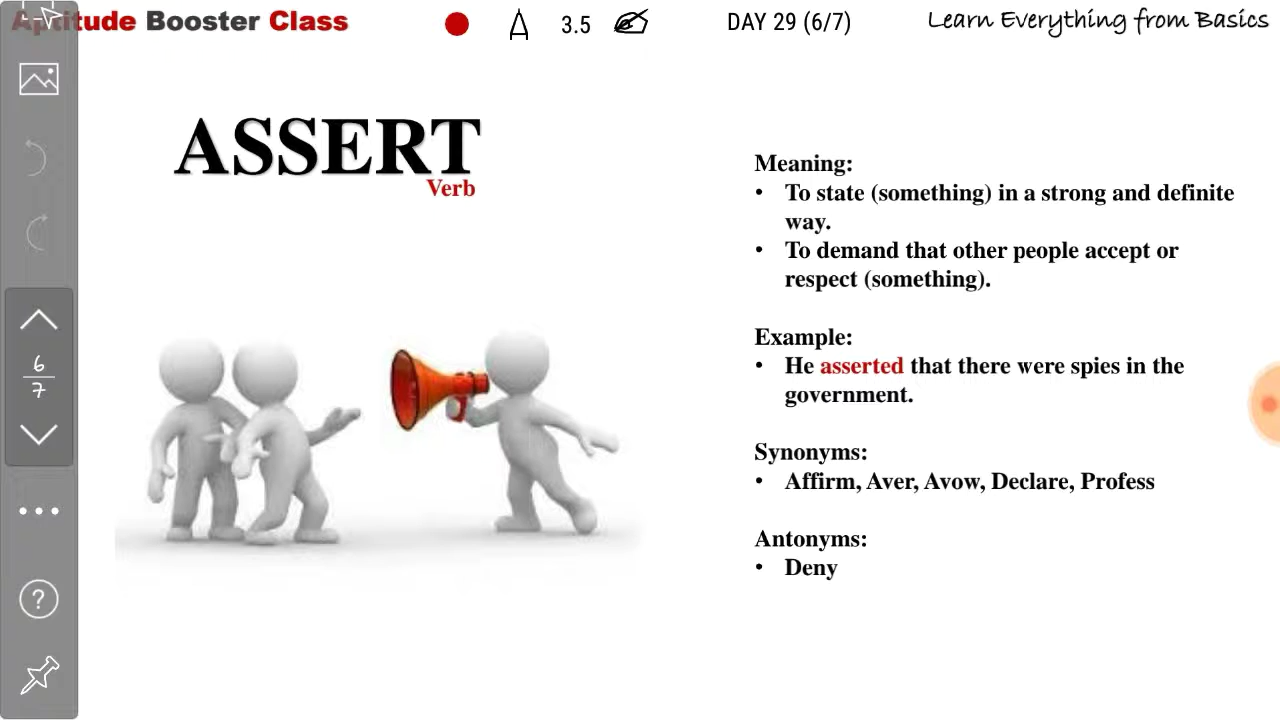 Aptitude Booster Class
3.5
DAY 29 (6/7)
Learn Everything from Basics
ASSERT
Verb
Meaning:
• To state (something) in a strong and definite
way.
• To demand that other people accept or
respect (something).
Example:
• He asserted that there were spies in the
government.
Synonyms:
• Affirm, Aver, Avow, Declare, Profess
Antonyms:
• Deny
6
7
?